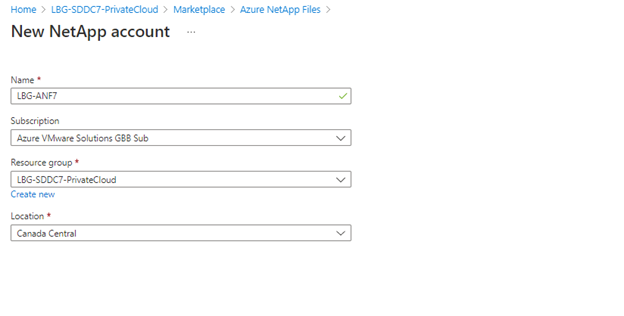 Home > LBG-SDDC7-PrivateCloud > Marketplace > Azure NetApp Files >
New NetApp account ...
Name *
LBG-ANF7
Subscription
Azure VMware Solutions GBB Sub
Resource group *
LBG-SDDC7-PrivateCloud
Create new
Location *
Canada Central